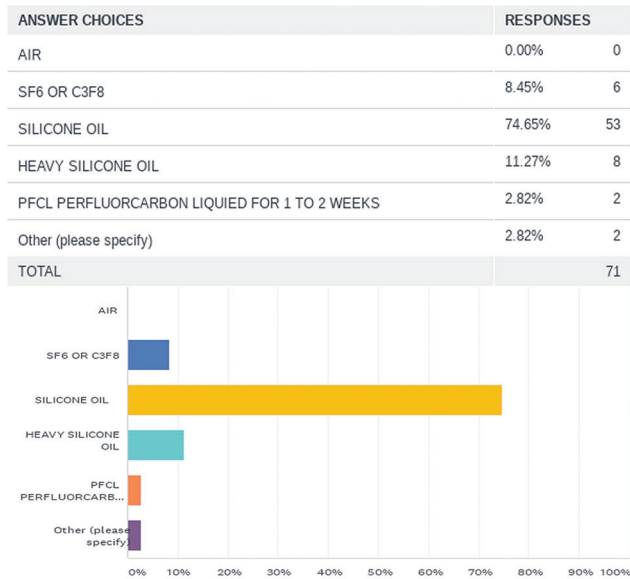 ANSWER CHOICES RESPONSES
AIR 0.00% 0
SF6 OR C3F8 8.45% 6
SILICONE OIL 74.65% 53
HEAVY SILICONE OIL 11.27% 8
PFCL PERFLUORCARBON LIQUIED FOR 1 TO 2 WEEKS 2.82% 2
Other (please specify) 2.82% 2
TOTAL 71
AIR
SF6 OR C3F8
SILICONE OIL
HEAVY SILICONE
OIL
PFCL
PERFLUORCARB...
Other (please
specify)
0% 10% 20% 30% 40% 50% 60% 70% 80% 90% 100%